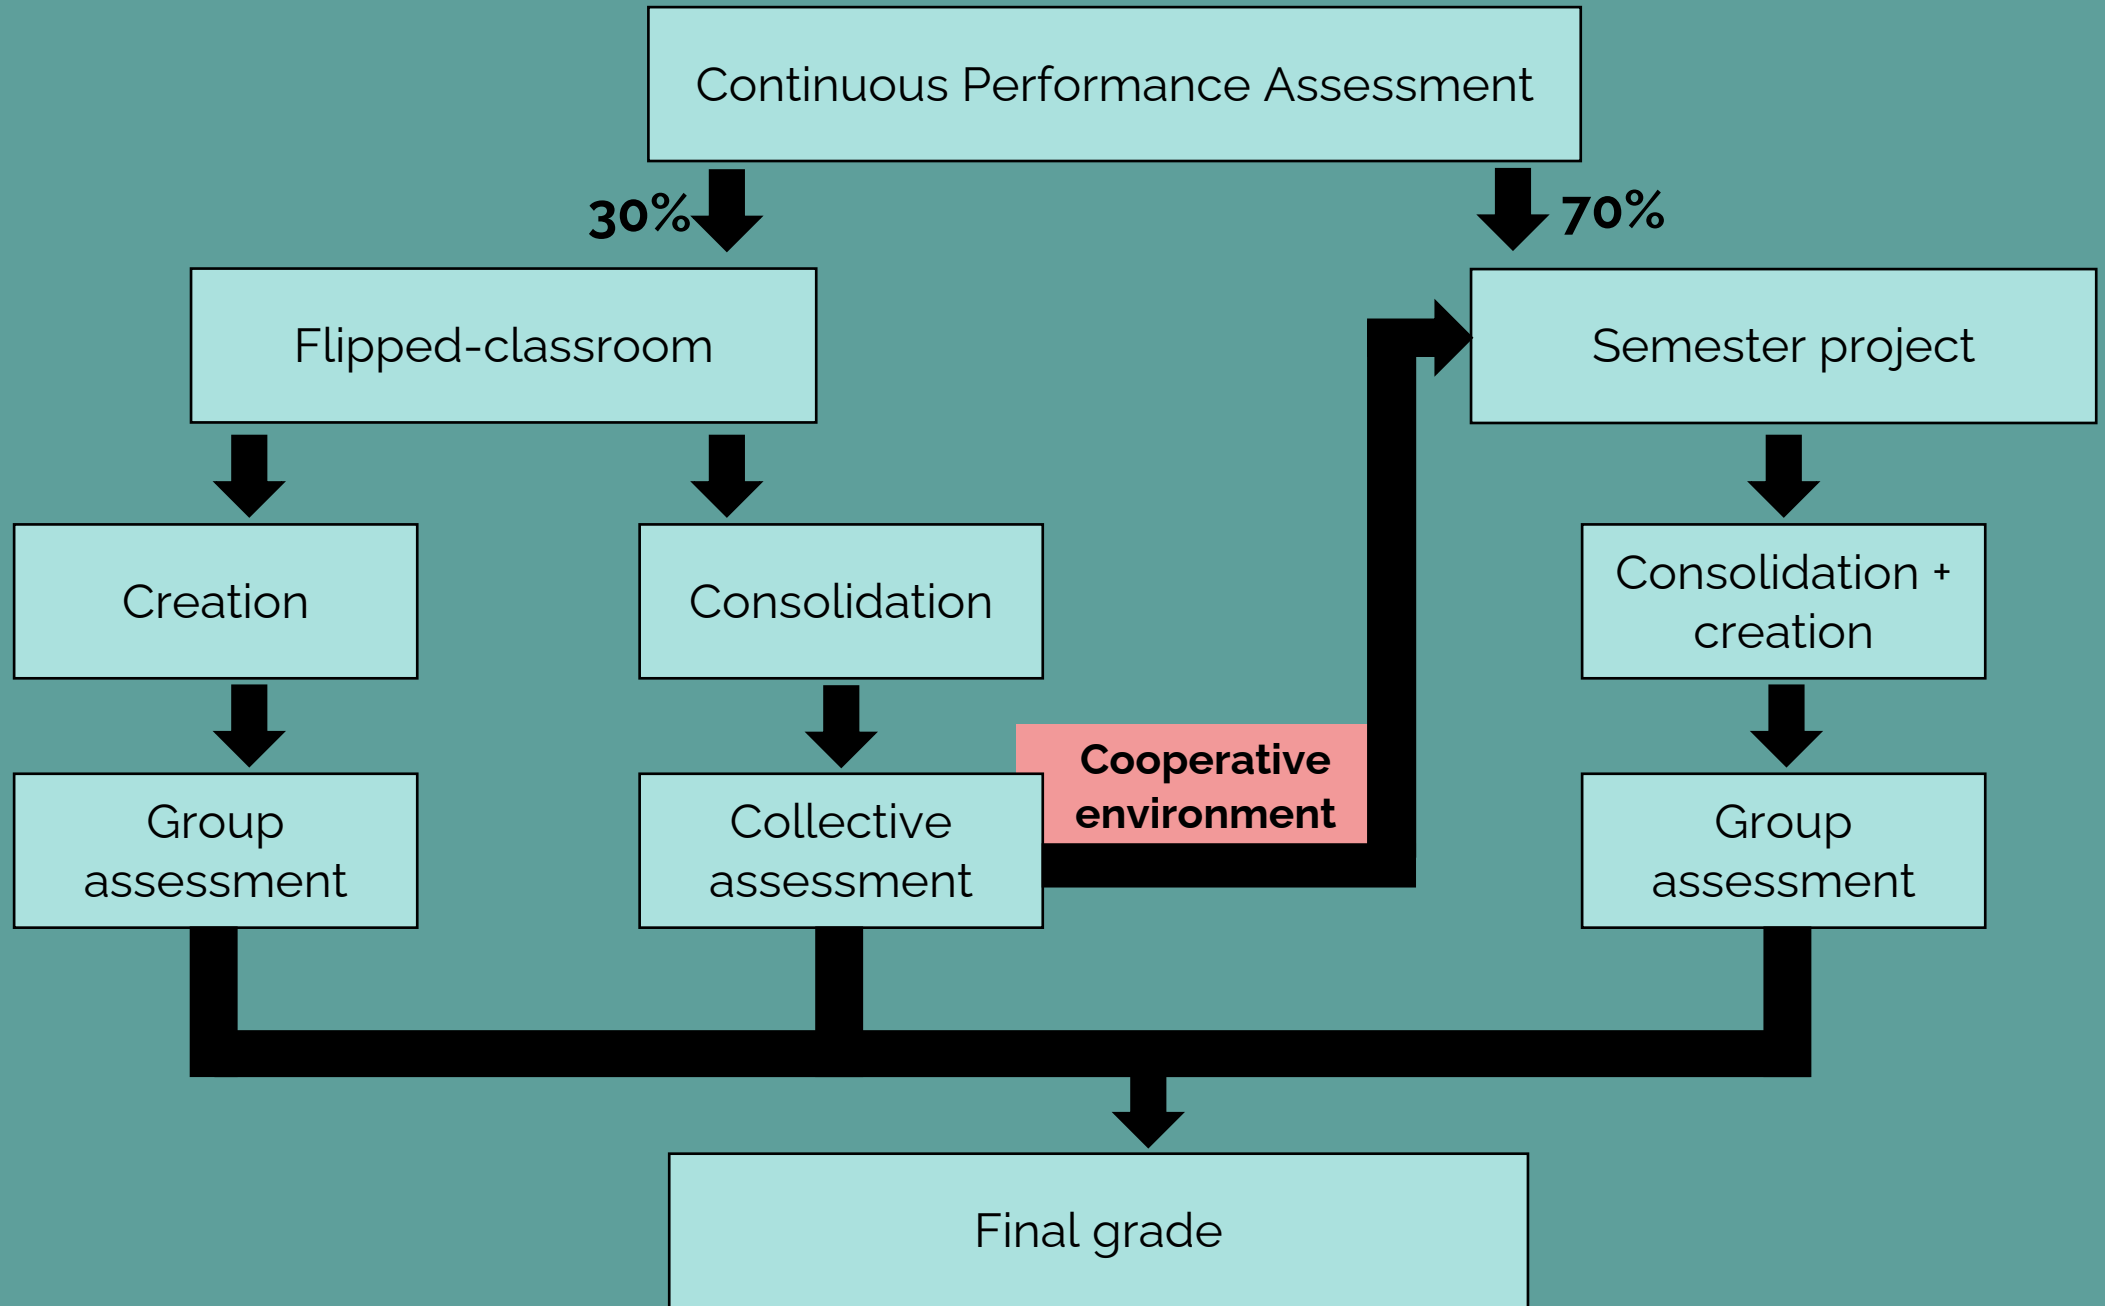 Continuous Performance Assessment
30%
70%
Flipped-classroom
Semester project
Creation
Consolidation
Consolidation +
creation
Cooperative
environment
Group
assessment
Collective
assessment
Group
assessment
Final grade